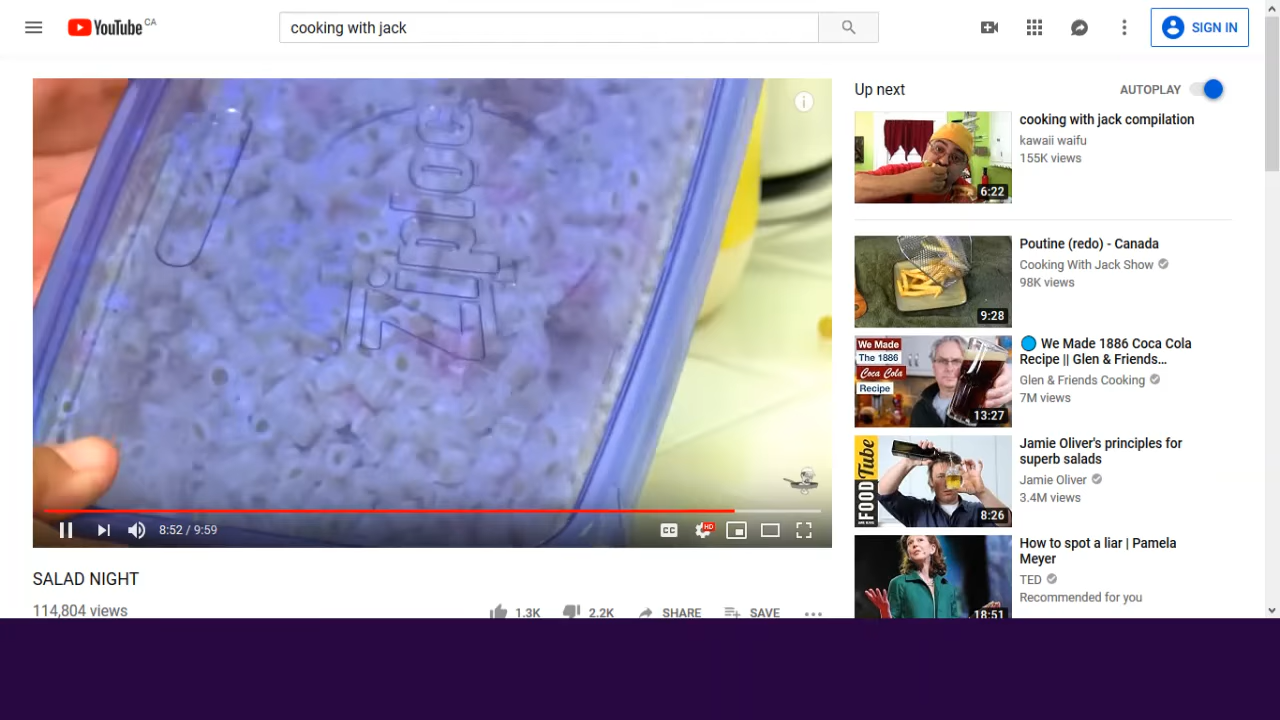 YouTube CA
cooking with jack
SIGN IN
Ziploc
8:52 / 9:59
CC
HD
SALAD NIGHT
114,804 views
1.3K
2.2K
SHARE
SAVE
Up next
AUTOPLAY
6:22
cooking with jack compilation
kawaii waifu
155K views
9:28
Poutine (redo) - Canada
Cooking With Jack Show
98K views
We Made
The 1886
Coca Cola
Recipe
13:27
We Made 1886 Coca Cola
Recipe || Glen & Friends...
Glen & Friends Cooking
7M views
FOODTube
8:26
Jamie Oliver's principles for
superb salads
Jamie Oliver
3.4M views
18:51
How to spot a liar | Pamela
Meyer
TED
Recommended for you